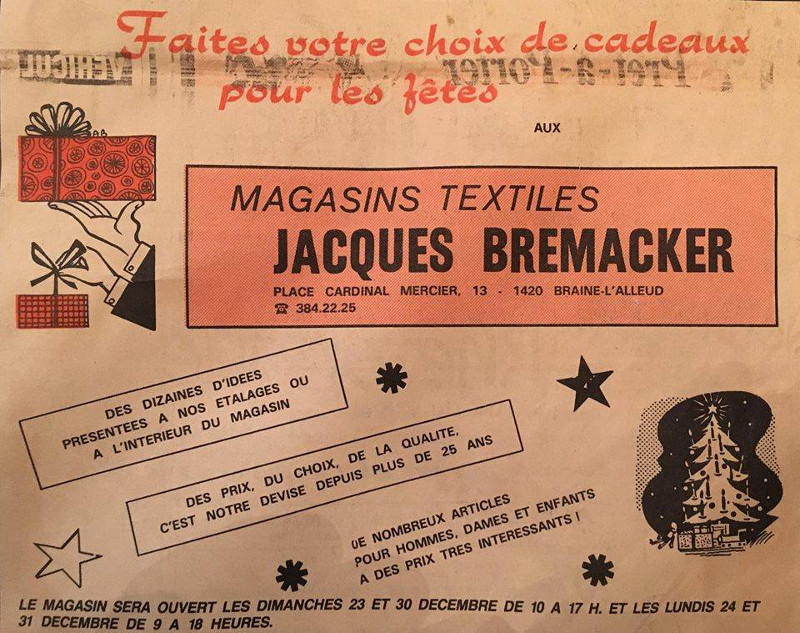 Faites votre choix de cadeaux
pour les fêtes
AUX
MAGASINS TEXTILES
JACQUES BREMACKER
PLACE CARDINAL MERCIER, 13 - 1420 BRAINE-L'ALLEUD
☎ 384.22.25
DES DIZAINES D'IDEES
PRESENTEES A NOS ETALAGES OU
A L'INTERIEUR DU MAGASIN
DES PRIX, DU CHOIX, DE LA QUALITE,
C'EST NOTRE DEVISE DEPUIS PLUS DE 25 ANS
DE NOMBREUX ARTICLES
POUR HOMMES, DAMES ET ENFANTS
A DES PRIX TRES INTERESSANTS !
LE MAGASIN SERA OUVERT LES DIMANCHES 23 ET 30 DECEMBRE DE 10 A 17 H. ET LES LUNDIS 24 ET
31 DECEMBRE DE 9 A 18 HEURES.